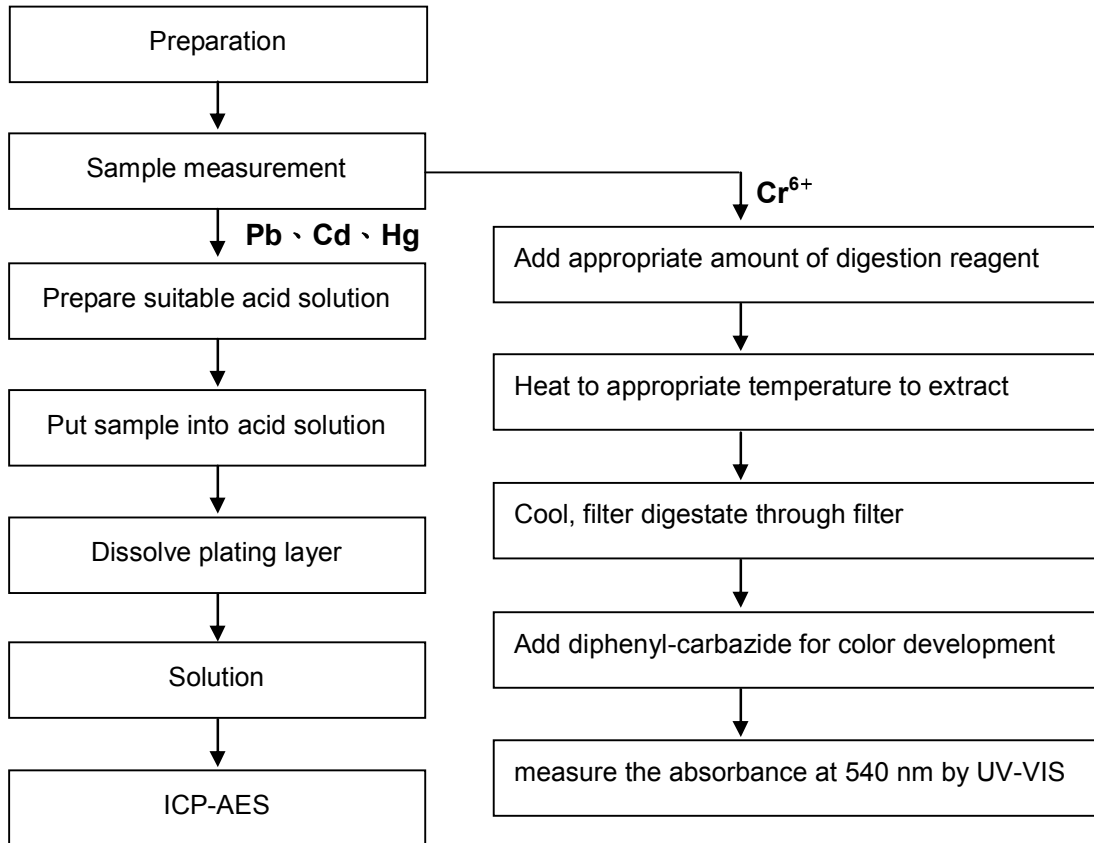 Preparation
Sample measurement
Pb、Cd、Hg
Prepare suitable acid solution
Put sample into acid solution
Dissolve plating layer
Solution
ICP-AES
Cr⁶⁺
Add appropriate amount of digestion reagent
Heat to appropriate temperature to extract
Cool, filter digestate through filter
Add diphenyl-carbazide for color development
measure the absorbance at 540 nm by UV-VIS